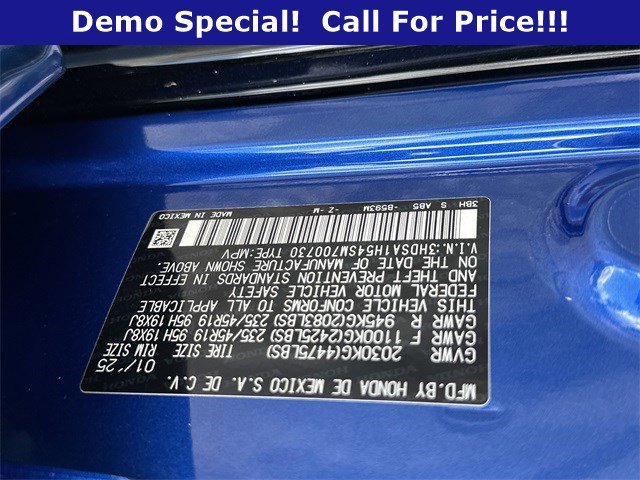 Demo Special!  Call For Price!!!
MFD.BY HONDA DE MEXICO S.A. DE C.V. 01/'25
GVWR 2030KG(4475LBS) TIRE SIZE RIM SIZE
GAWR F 1100KG(2425LBS) 235/45R19 95H 19X8J
GAWR R 945KG(2083LBS) 235/45R19 95H 19X8J
THIS VEHICLE CONFORMS TO ALL APPLICABLE
FEDERAL MOTOR VEHICLE SAFETY
AND THEFT PREVENTION STANDARDS IN EFFECT
ON THE DATE OF MANUFACTURE SHOWN ABOVE.
V.I.N.:3HDSA1H54SM700730 TYPE:MPV
3BH S AB5 -B593M -Z-M MADE IN MEXICO